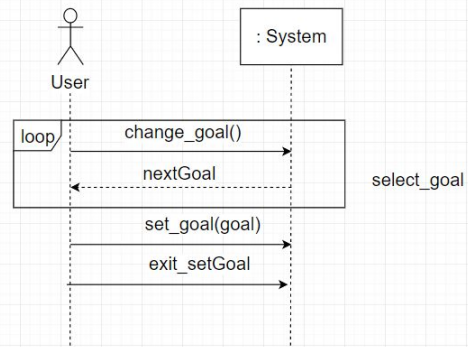 : System
User
loop
change_goal()
nextGoal
select_goal
set_goal(goal)
exit_setGoal